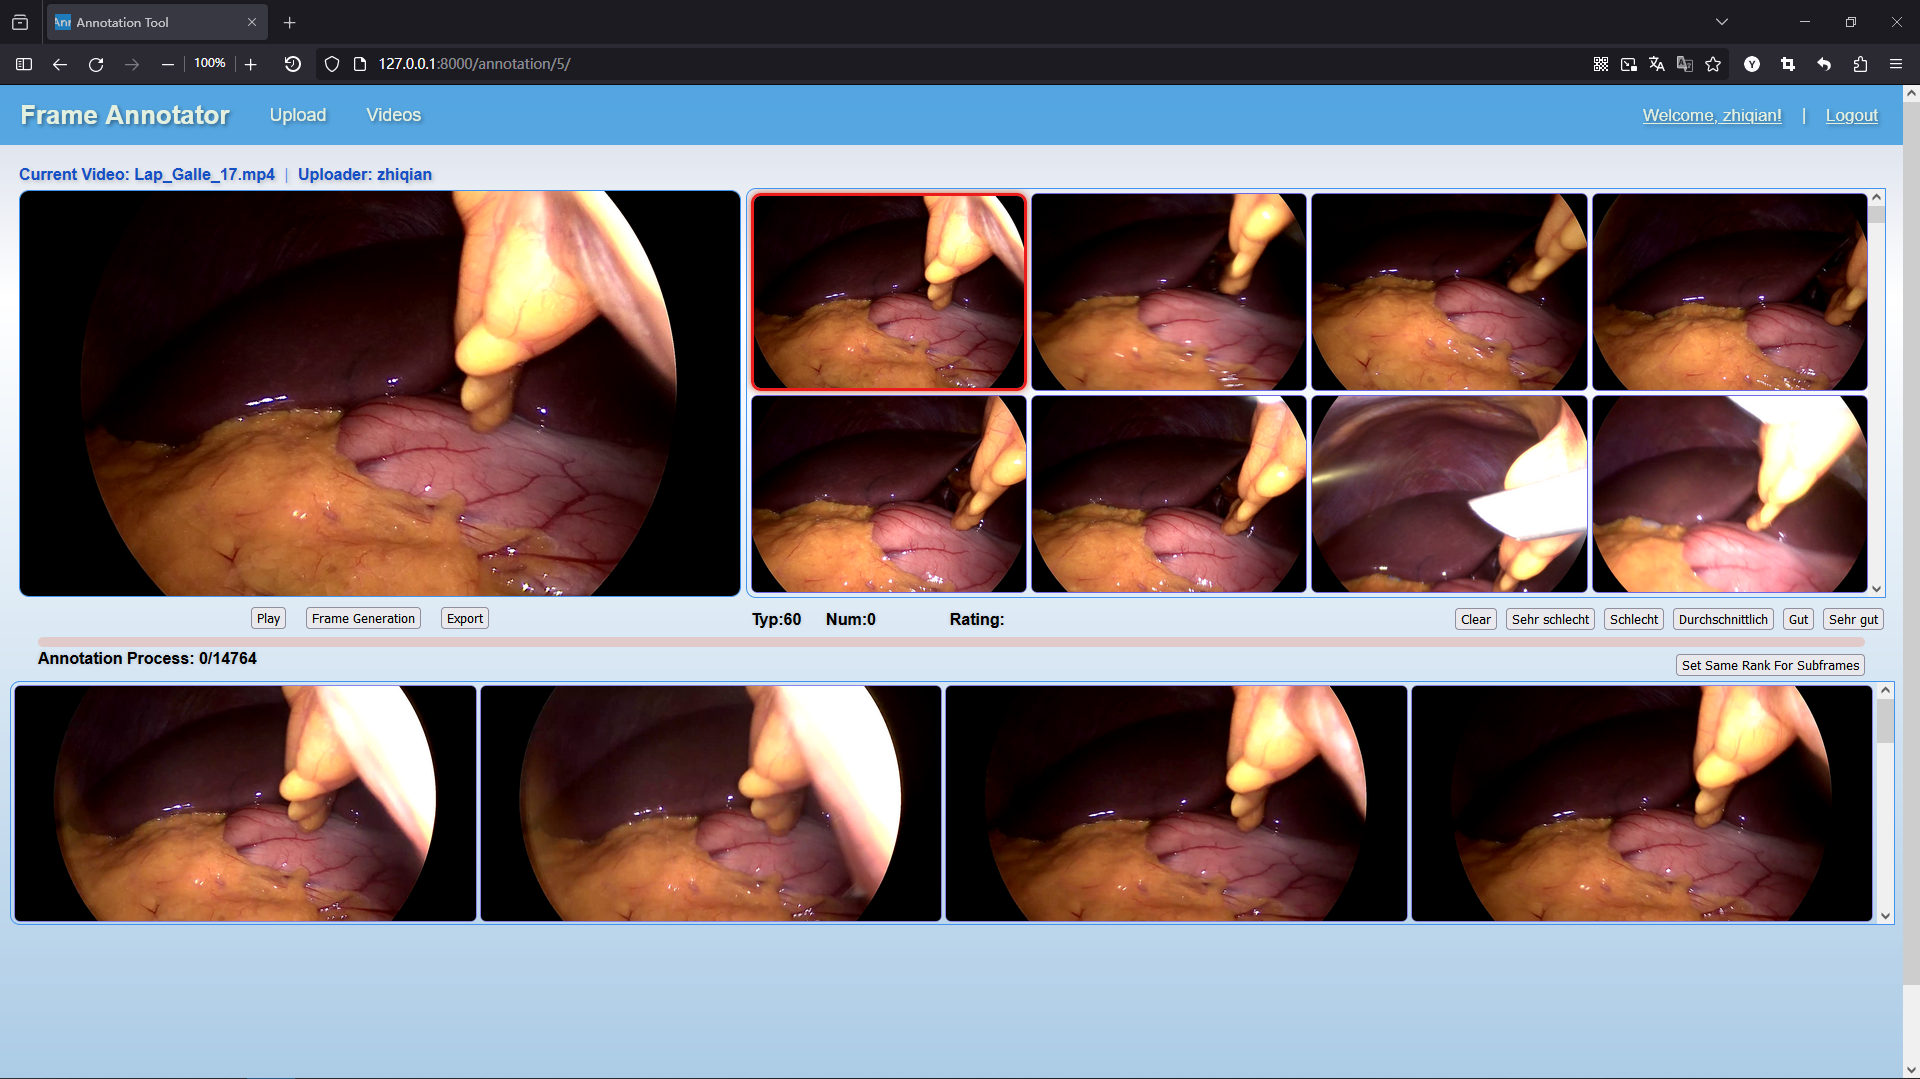 Annotation Tool
100%
127.0.0.1:8000/annotation/5/
Y
Frame Annotator
Upload
Videos
Welcome, zhiqian!
|
Logout
Current Video: Lap_Galle_17.mp4 | Uploader: zhiqian
Play
Frame Generation
Export
Typ:60
Num:0
Rating:
Clear
Sehr schlecht
Schlecht
Durchschnittlich
Gut
Sehr gut
Annotation Process: 0/14764
Set Same Rank For Subframes